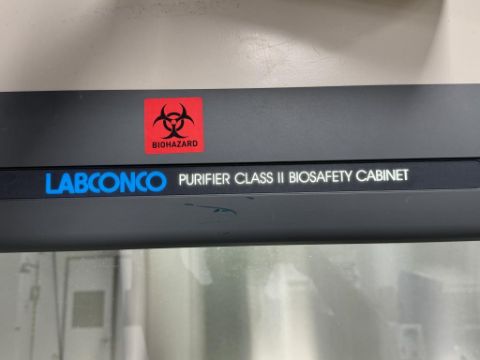 BIOHAZARD
LABCONCO PURIFIER CLASS II BIOSAFETY CABINET